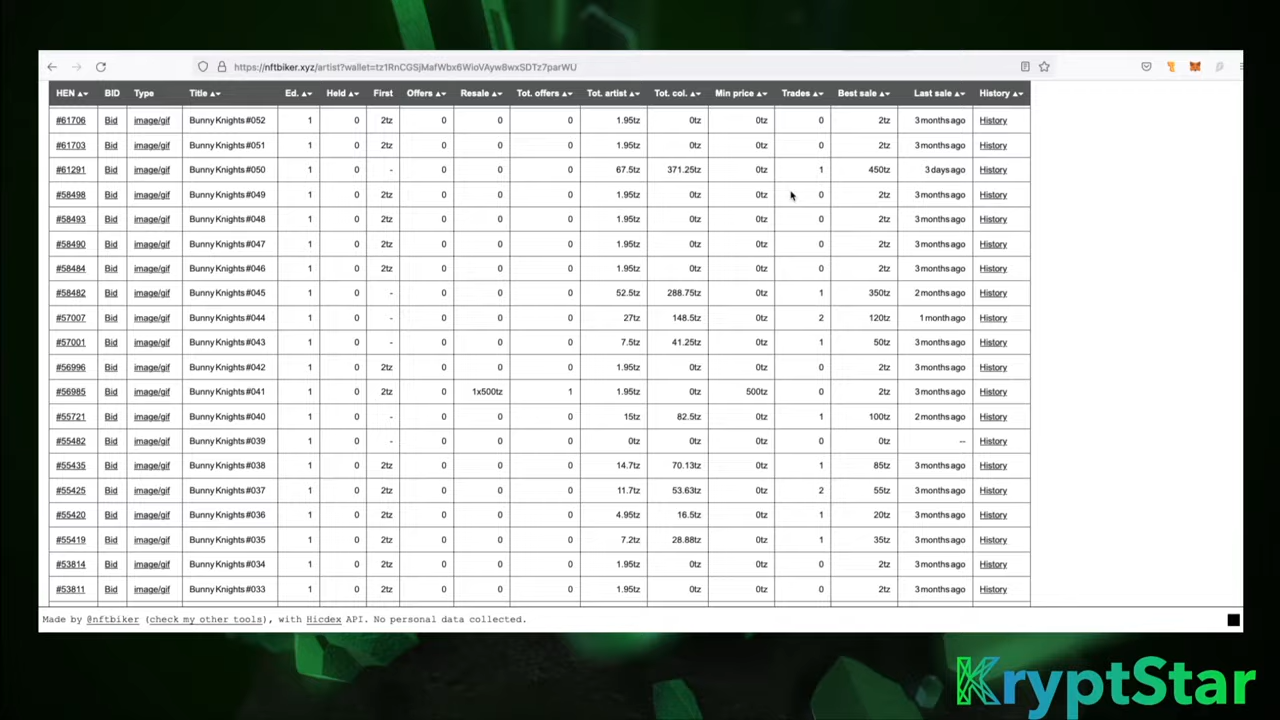 https://nftbiker.xyz/artist?wallet=tz1RnCGSjMafWbx6WioVAyw8wxSDTz7parWU
HEN BID Type Title Ed. Held First Offers Resale Tot. offers Tot. artist Tot. col. Min price Trades Best sale Last sale History
#61706 Bid image/gif Bunny Knights #052 1 0 2tz 0 0 0 1.95tz 0tz 0tz 0 2tz 3 months ago History
#61703 Bid image/gif Bunny Knights #051 1 0 2tz 0 0 0 1.95tz 0tz 0tz 0 2tz 3 months ago History
#61291 Bid image/gif Bunny Knights #050 1 0 - 0 0 0 67.5tz 371.25tz 0tz 1 450tz 3 days ago History
#58498 Bid image/gif Bunny Knights #049 1 0 2tz 0 0 0 1.95tz 0tz 0tz 0 2tz 3 months ago History
#58493 Bid image/gif Bunny Knights #048 1 0 2tz 0 0 0 1.95tz 0tz 0tz 0 2tz 3 months ago History
#58490 Bid image/gif Bunny Knights #047 1 0 2tz 0 0 0 1.95tz 0tz 0tz 0 2tz 3 months ago History
#58484 Bid image/gif Bunny Knights #046 1 0 2tz 0 0 0 1.95tz 0tz 0tz 0 2tz 3 months ago History
#58482 Bid image/gif Bunny Knights #045 1 0 - 0 0 0 52.5tz 288.75tz 0tz 1 350tz 2 months ago History
#57007 Bid image/gif Bunny Knights #044 1 0 - 0 0 0 27tz 148.5tz 0tz 2 120tz 1 month ago History
#57001 Bid image/gif Bunny Knights #043 1 0 - 0 0 0 7.5tz 41.25tz 0tz 1 50tz 3 months ago History
#56996 Bid image/gif Bunny Knights #042 1 0 2tz 0 0 0 1.95tz 0tz 0tz 0 2tz 3 months ago History
#56985 Bid image/gif Bunny Knights #041 1 0 2tz 0 1x500tz 1 1.95tz 0tz 500tz 0 2tz 3 months ago History
#55721 Bid image/gif Bunny Knights #040 1 0 - 0 0 0 15tz 82.5tz 0tz 1 100tz 2 months ago History
#55482 Bid image/gif Bunny Knights #039 1 0 - 0 0 0 0tz 0tz 0tz 0 0tz -- History
#55435 Bid image/gif Bunny Knights #038 1 0 2tz 0 0 0 14.7tz 70.13tz 0tz 1 85tz 3 months ago History
#55425 Bid image/gif Bunny Knights #037 1 0 2tz 0 0 0 11.7tz 53.63tz 0tz 2 55tz 3 months ago History
#55420 Bid image/gif Bunny Knights #036 1 0 2tz 0 0 0 4.95tz 16.5tz 0tz 1 20tz 3 months ago History
#55419 Bid image/gif Bunny Knights #035 1 0 2tz 0 0 0 7.2tz 28.88tz 0tz 1 35tz 3 months ago History
#53814 Bid image/gif Bunny Knights #034 1 0 2tz 0 0 0 1.95tz 0tz 0tz 0 2tz 3 months ago History
#53811 Bid image/gif Bunny Knights #033 1 0 2tz 0 0 0 1.95tz 0tz 0tz 0 2tz 3 months ago History
Made by @nftbiker (check my other tools), with Hicdex API. No personal data collected.
KryptStar